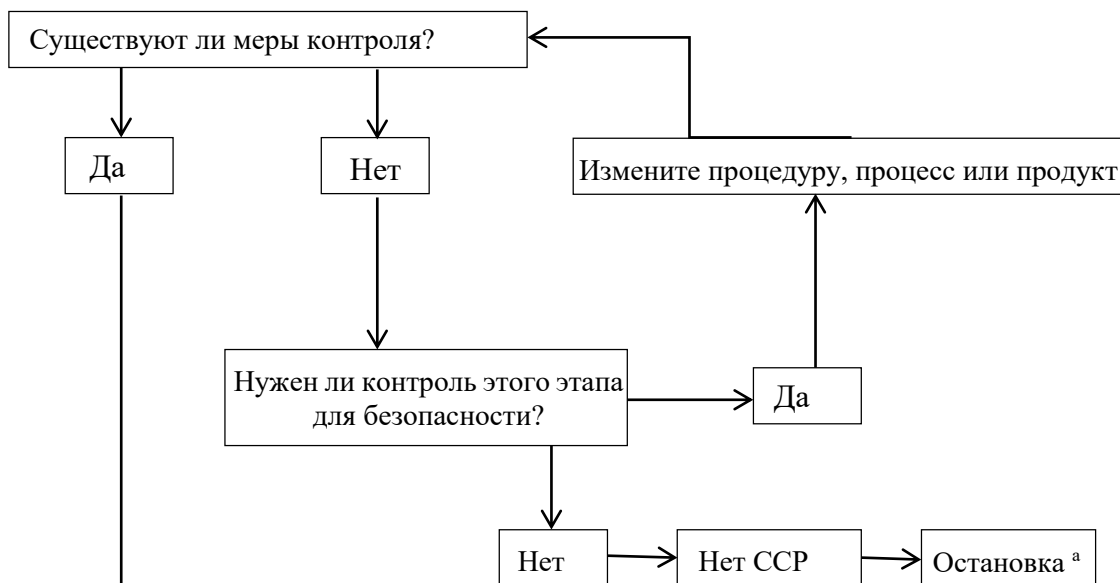 Существуют ли меры контроля?
Да
Нет
Измените процедуру, процесс или продукт
Нужен ли контроль этого этапа
для безопасности?
Да
Нет
Нет ССР
Остановка ᵃ